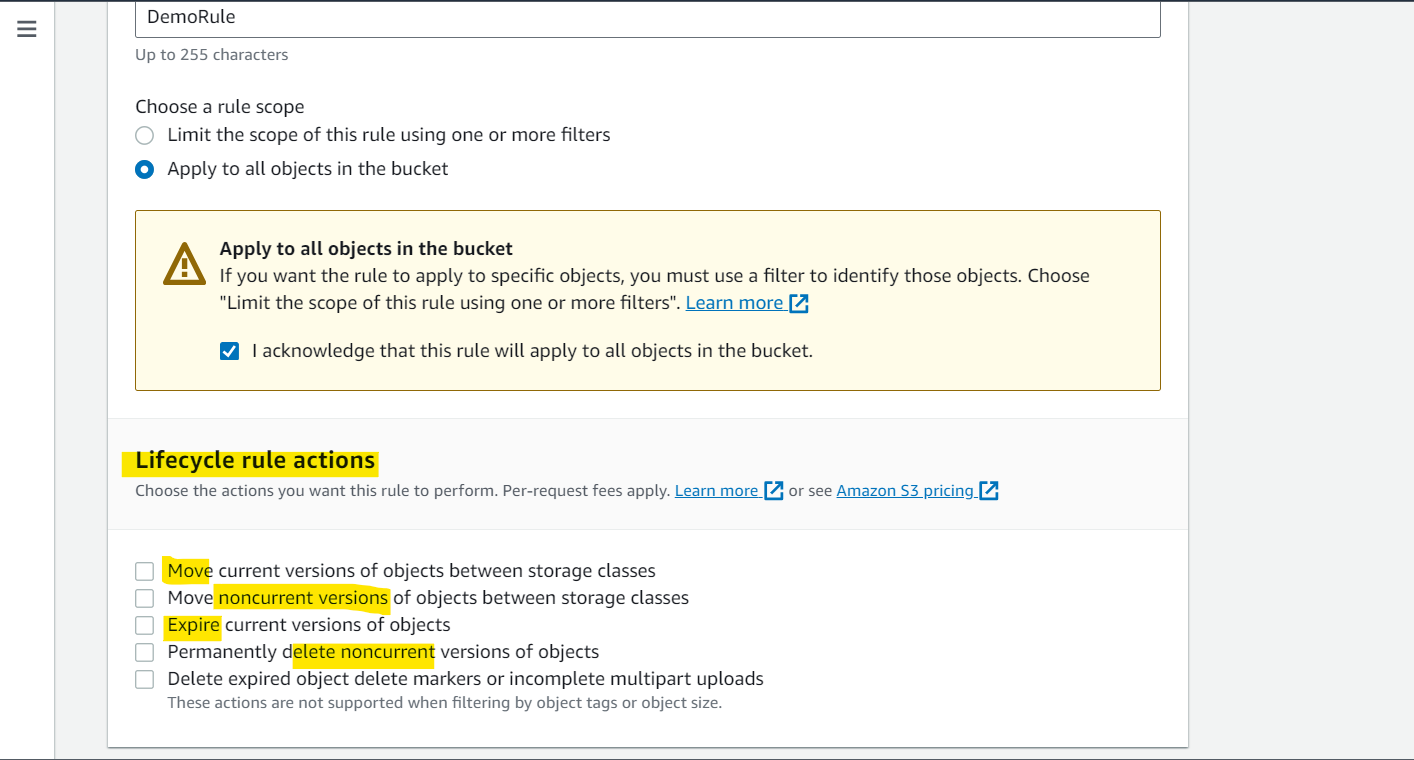 DemoRule
Up to 255 characters
Choose a rule scope
Limit the scope of this rule using one or more filters
Apply to all objects in the bucket
Apply to all objects in the bucket
If you want the rule to apply to specific objects, you must use a filter to identify those objects. Choose
"Limit the scope of this rule using one or more filters". Learn more
I acknowledge that this rule will apply to all objects in the bucket.
Lifecycle rule actions
Choose the actions you want this rule to perform. Per-request fees apply. Learn more or see Amazon S3 pricing
Move current versions of objects between storage classes
Move noncurrent versions of objects between storage classes
Expire current versions of objects
Permanently delete noncurrent versions of objects
Delete expired object delete markers or incomplete multipart uploads
These actions are not supported when filtering by object tags or object size.